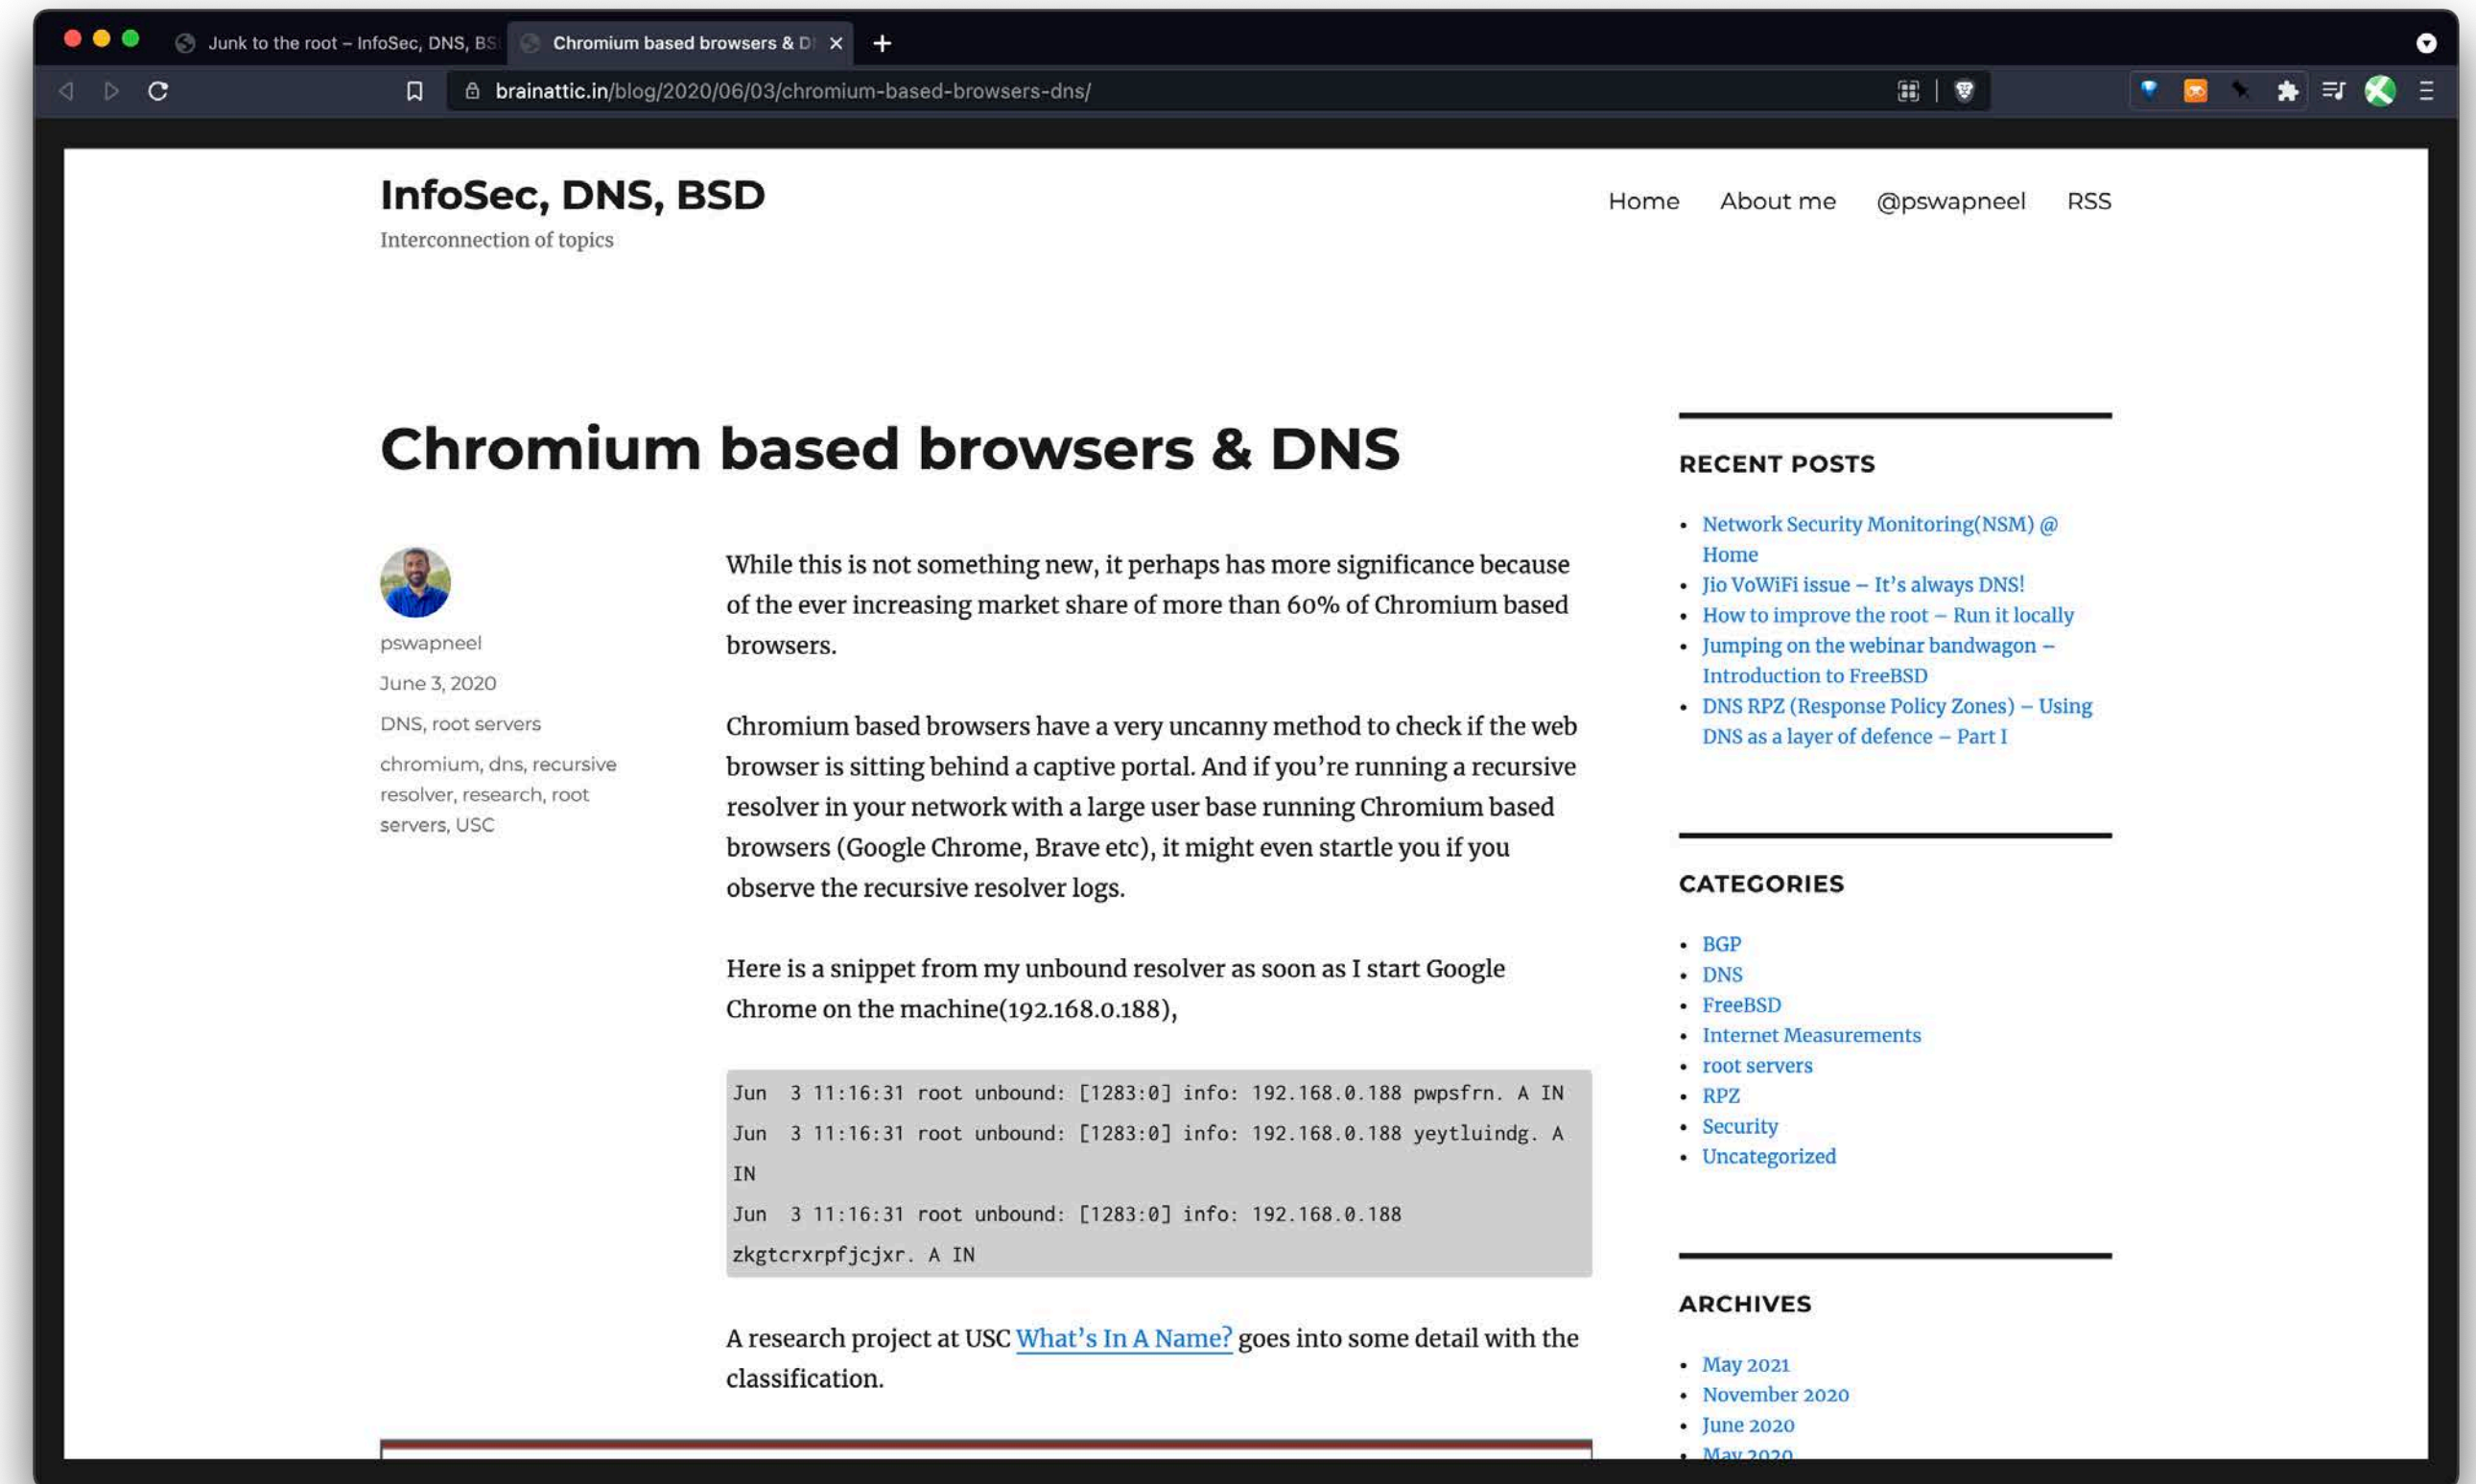 Junk to the root – InfoSec, DNS, BS
Chromium based browsers & D
brainattic.in/blog/2020/06/03/chromium-based-browsers-dns/
InfoSec, DNS, BSD
Interconnection of topics
Home About me @pswapneel RSS
Chromium based browsers & DNS
pswapneel
June 3, 2020
DNS, root servers
chromium, dns, recursive
resolver, research, root
servers, USC
While this is not something new, it perhaps has more significance because
of the ever increasing market share of more than 60% of Chromium based
browsers.
Chromium based browsers have a very uncanny method to check if the web
browser is sitting behind a captive portal. And if you’re running a recursive
resolver in your network with a large user base running Chromium based
browsers (Google Chrome, Brave etc), it might even startle you if you
observe the recursive resolver logs.
Here is a snippet from my unbound resolver as soon as I start Google
Chrome on the machine(192.168.0.188),
Jun  3 11:16:31 root unbound: [1283:0] info: 192.168.0.188 pwpsfrn. A IN
Jun  3 11:16:31 root unbound: [1283:0] info: 192.168.0.188 yeytluindg. A
IN
Jun  3 11:16:31 root unbound: [1283:0] info: 192.168.0.188
zkgtcrxrpfjcjxr. A IN
A research project at USC What’s In A Name? goes into some detail with the
classification.
RECENT POSTS
Network Security Monitoring(NSM) @
Home
Jio VoWiFi issue – It’s always DNS!
How to improve the root – Run it locally
Jumping on the webinar bandwagon –
Introduction to FreeBSD
DNS RPZ (Response Policy Zones) – Using
DNS as a layer of defence – Part I
CATEGORIES
BGP
DNS
FreeBSD
Internet Measurements
root servers
RPZ
Security
Uncategorized
ARCHIVES
May 2021
November 2020
June 2020
May 2020